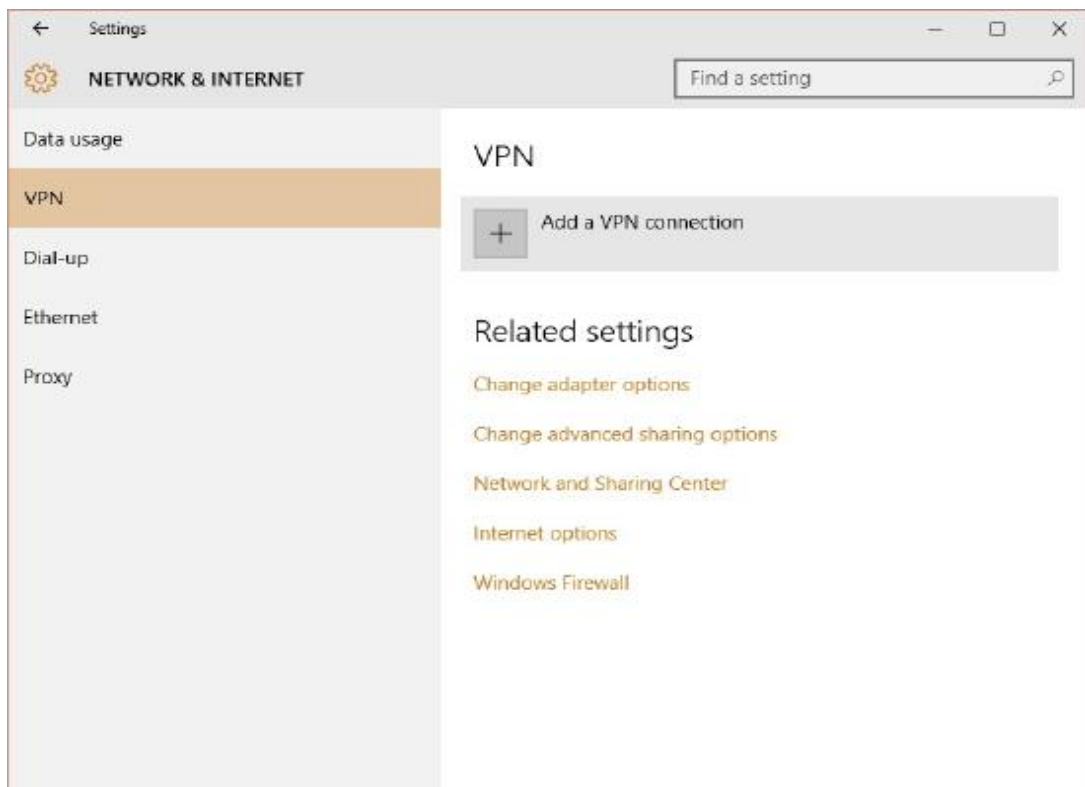 Settings
NETWORK & INTERNET
Find a setting
Data usage
VPN
Dial-up
Ethernet
Proxy
VPN
Add a VPN connection
Related settings
Change adapter options
Change advanced sharing options
Network and Sharing Center
Internet options
Windows Firewall